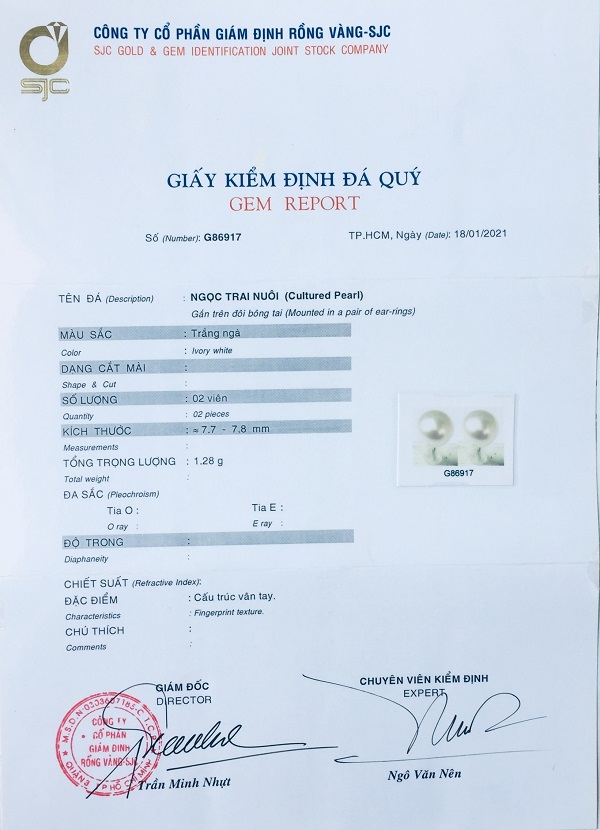 sjc
CÔNG TY CỔ PHẦN GIÁM ĐỊNH RỒNG VÀNG-SJC
SJC GOLD & GEM IDENTIFICATION JOINT STOCK COMPANY
GIẤY KIỂM ĐỊNH ĐÁ QUÝ
GEM REPORT
Số (Number): G86917 TP.HCM, Ngày (Date): 18/01/2021
TÊN ĐÁ (Description) : NGỌC TRAI NUÔI (Cultured Pearl)
Gắn trên đôi bông tai (Mounted in a pair of ear-rings)
MÀU SẮC : Trắng ngà
Color : Ivory white
DẠNG CẮT MÀI :
Shape & Cut :
SỐ LƯỢNG : 02 viên
Quantity : 02 pieces
KÍCH THƯỚC : ≈ 7.7 - 7.8 mm
Measurements :
TỔNG TRỌNG LƯỢNG : 1.28 g
Total weight :
ĐA SẮC (Pleochroism)
Tia O : Tia E :
O ray : E ray :
ĐỘ TRONG :
Diaphaneity :
G86917
CHIẾT SUẤT (Refractive Index):
ĐẶC ĐIỂM : Cấu trúc vân tay.
Characteristics : Fingerprint texture.
CHÚ THÍCH :
Comments :
GIÁM ĐỐC
DIRECTOR
CHUYÊN VIÊN KIỂM ĐỊNH
EXPERT
CÔNG TY
CỔ PHẦN
GIÁM ĐỊNH
RỒNG VÀNG-SJC
QUẬN 3 TP HỒ CHÍ MINH
Trần Minh Nhựt
Ngô Văn Nên